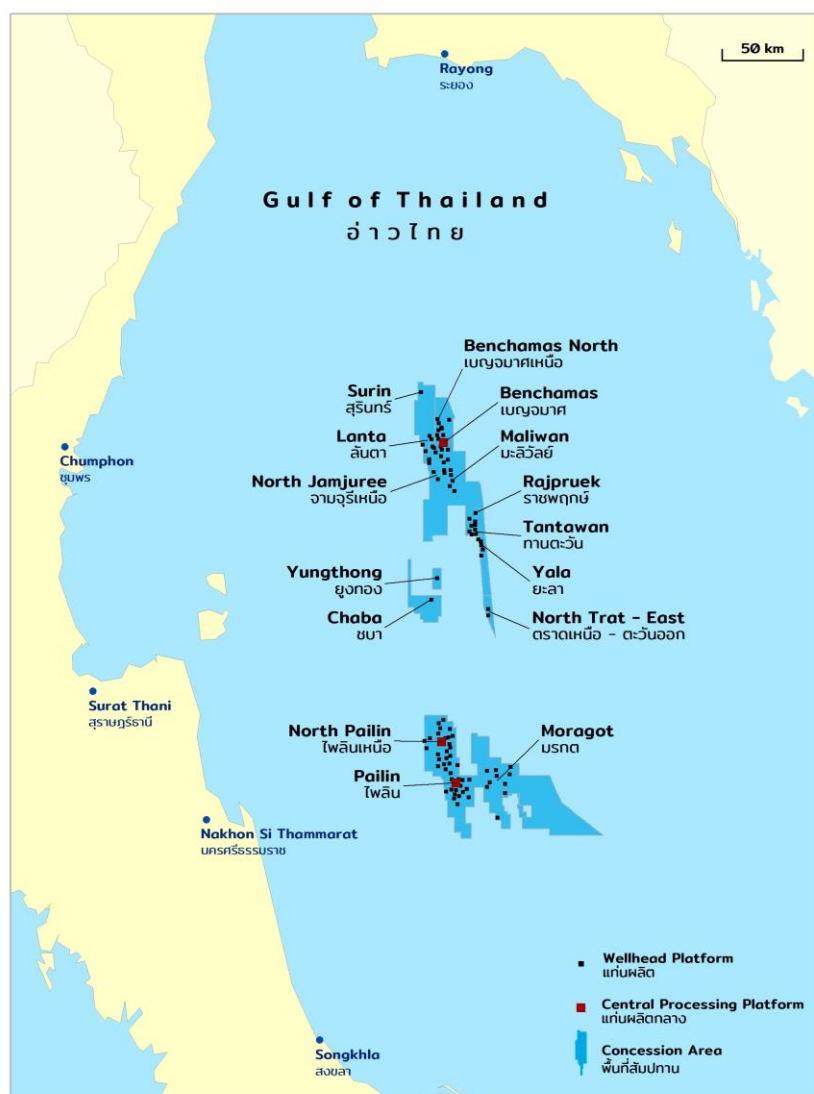 50 km
Rayong
ระยอง
Gulf of Thailand
อ่าวไทย
Benchamas North
เบญจมาศเหนือ
Surin
สุรินทร์
Benchamas
เบญจมาศ
Lanta
ลันตา
Maliwan
มะลิวัลย์
Chumphon
ชุมพร
North Jamjuree
จามจุรีเหนือ
Rajpruek
ราชพฤกษ์
Tantawan
ทานตะวัน
Yungthong
ยูงทอง
Yala
ยะลา
Chaba
ชบา
North Trat - East
ตราดเหนือ - ตะวันออก
Surat Thani
สุราษฎร์ธานี
North Pailin
ไพลินเหนือ
Moragot
มรกต
Pailin
ไพลิน
Nakhon Si Thammarat
นครศรีธรรมราช
Wellhead Platform
แท่นผลิต
Central Processing Platform
แท่นผลิตกลาง
Concession Area
พื้นที่สัมปทาน
Songkhla
สงขลา